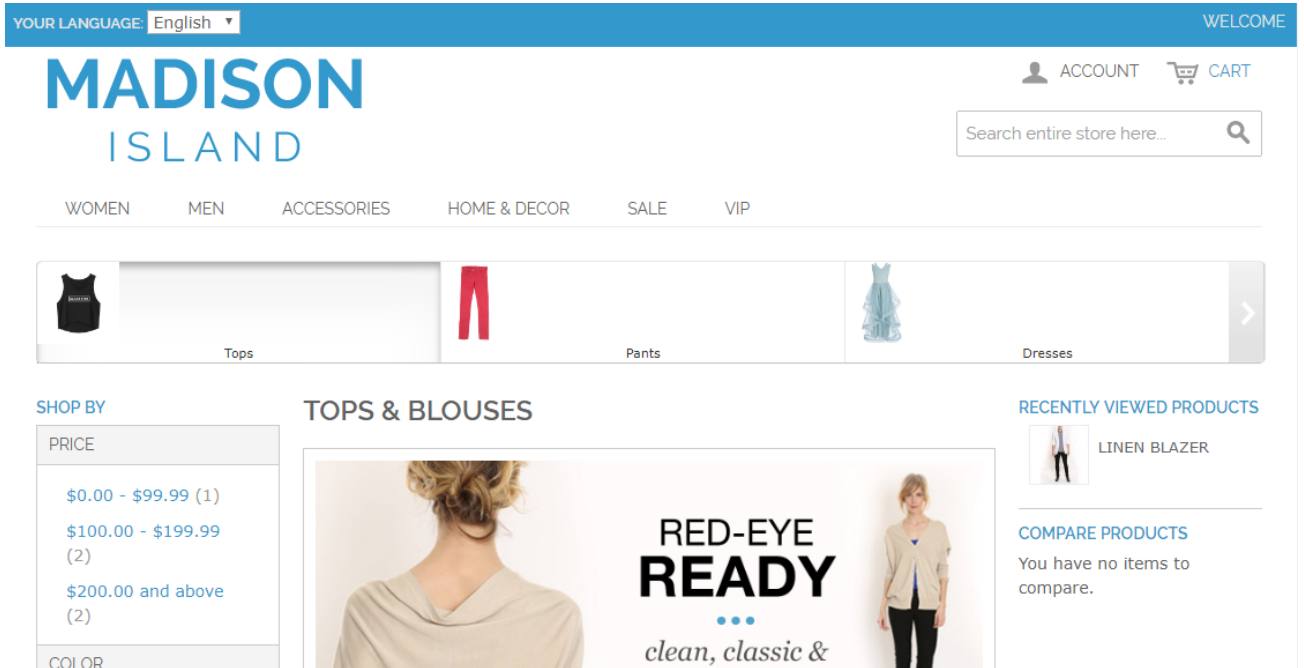 YOUR LANGUAGE: English
WELCOME
MADISON
ISLAND
ACCOUNT
CART
Search entire store here...
WOMEN MEN ACCESSORIES HOME & DECOR SALE VIP
Tops
Pants
Dresses
SHOP BY
PRICE
$0.00 - $99.99 (1)
$100.00 - $199.99
(2)
$200.00 and above
(2)
COLOR
TOPS & BLOUSES
RED-EYE
READY
clean, classic &
RECENTLY VIEWED PRODUCTS
LINEN BLAZER
COMPARE PRODUCTS
You have no items to
compare.